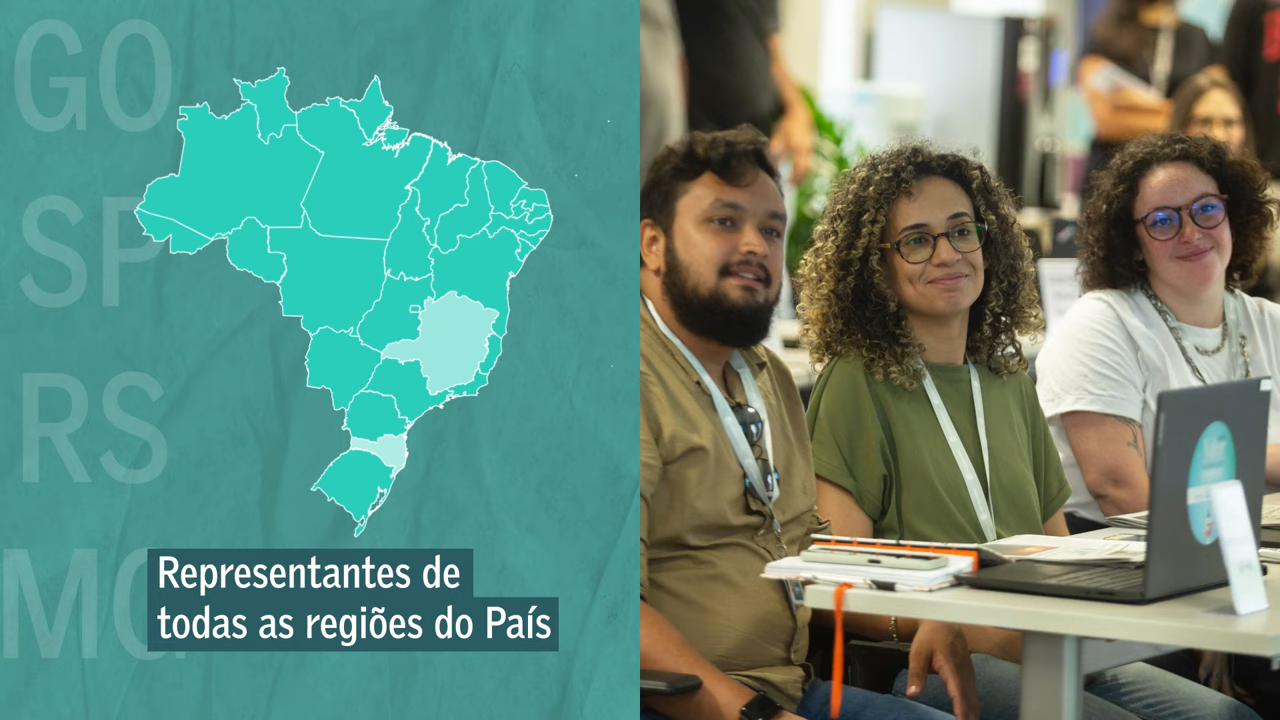 GO
SP
RS
MG
Representantes de
todas as regiões do País